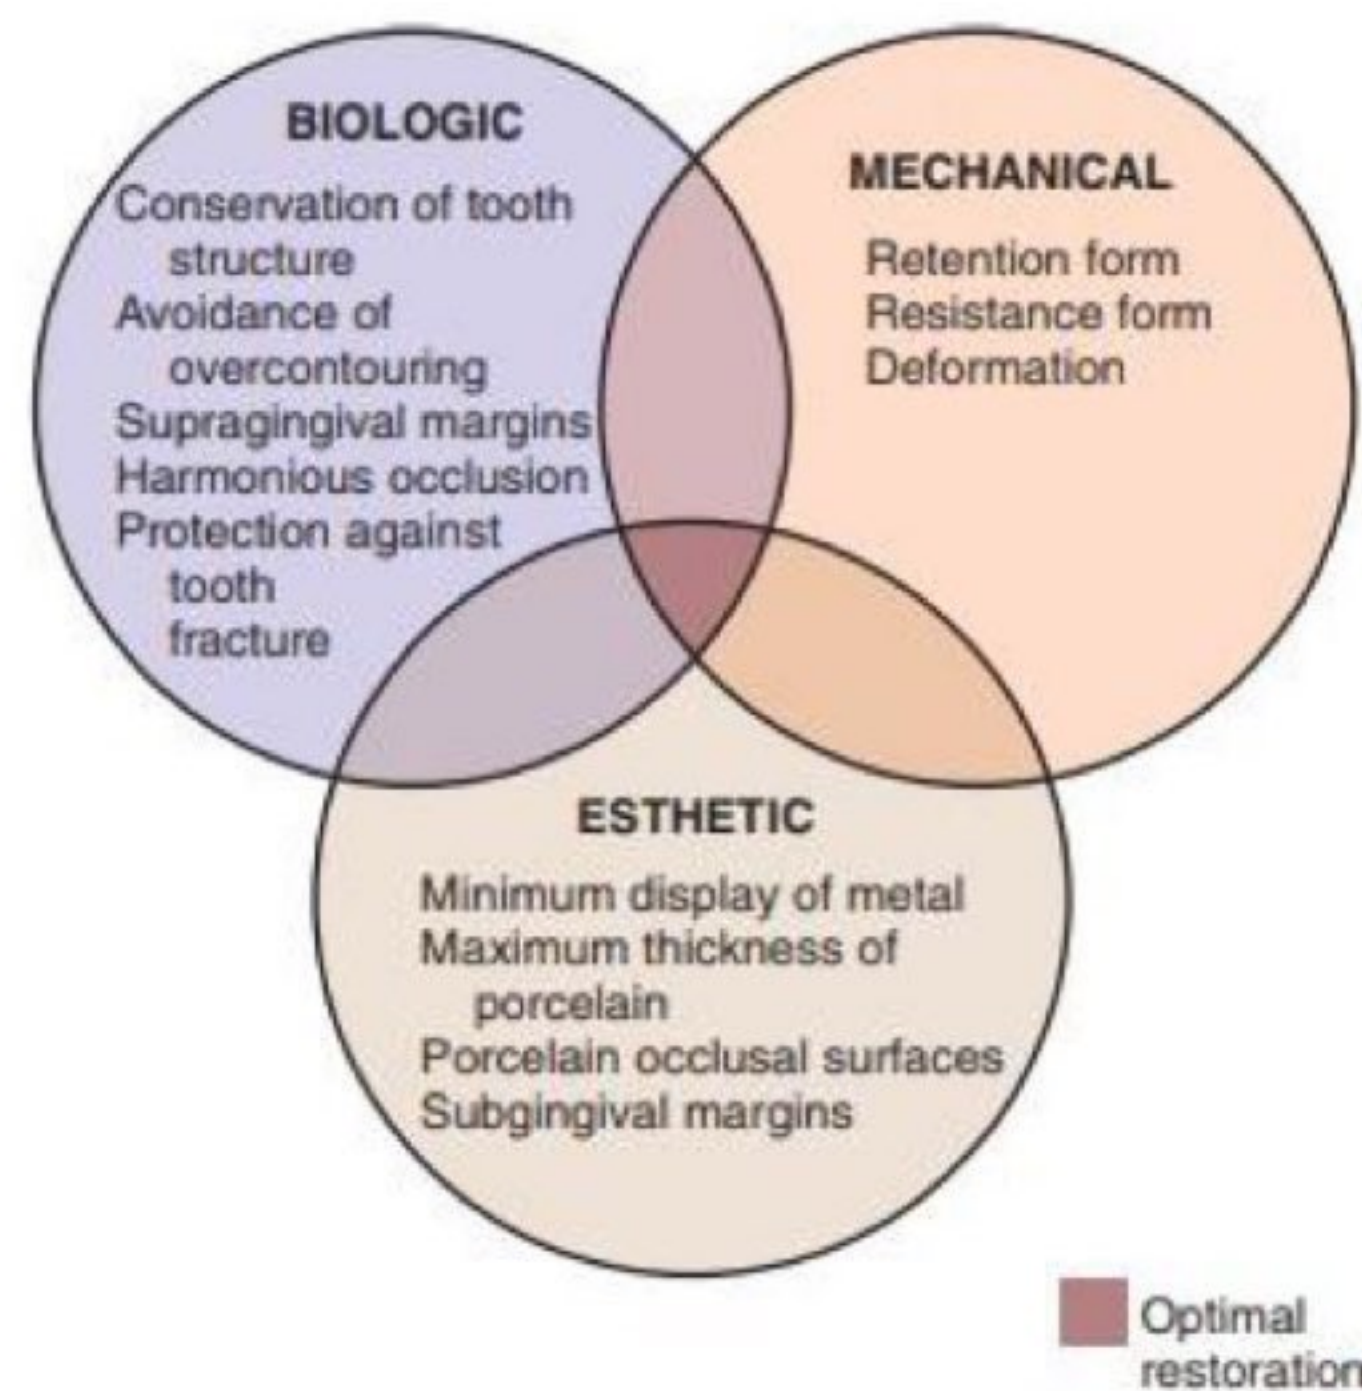 BIOLOGIC
Conservation of tooth
structure
Avoidance of
overcontouring
Supragingival margins
Harmonious occlusion
Protection against
tooth
fracture
MECHANICAL
Retention form
Resistance form
Deformation
ESTHETIC
Minimum display of metal
Maximum thickness of
porcelain
Porcelain occlusal surfaces
Subgingival margins
Optimal
restoration